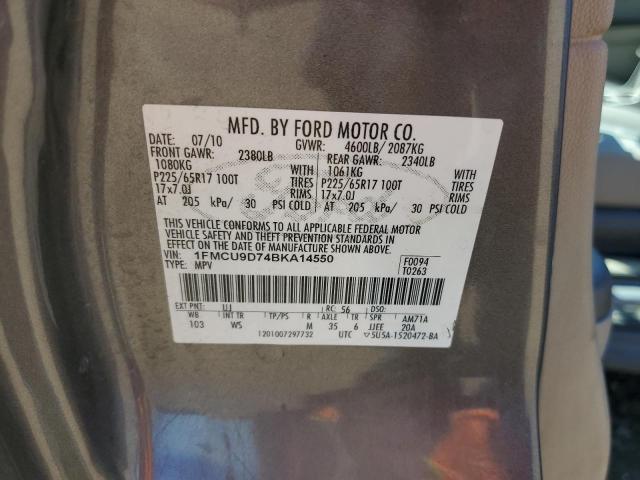 MFD. BY FORD MOTOR CO.
DATE: 07/10 GVWR: 4600LB/ 2087KG
FRONT GAWR: 2380LB REAR GAWR: 2340LB
1080KG WITH 1061KG WITH
P225/65R17 100T TIRES P225/65R17 100T TIRES
17x7.0J RIMS 17x7.0J RIMS
AT 205 kPa/ 30 PSI COLD AT 205 kPa/ 30 PSI COLD
THIS VEHICLE CONFORMS TO ALL APPLICABLE FEDERAL MOTOR
VEHICLE SAFETY AND THEFT PREVENTION STANDARDS IN
EFFECT ON THE DATE OF MANUFACTURE SHOWN ABOVE.
VIN: 1FMCU9D74BKA14550 F0094
TYPE: MPV T0263
EXT PNT: UJ RC: 56 DSO:
WB INT TR TP/PS R AXLE TR SPR AM71A
103 WS M 35 6 JJEE 20A
1201007297732 UTC 5U5A-1520472-BA